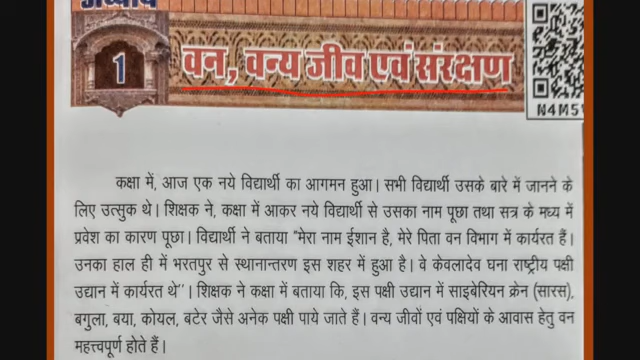 अध्याय
1
वन, वन्य जीव एवं संरक्षण
N4M5
कक्षा में, आज एक नये विद्यार्थी का आगमन हुआ। सभी विद्यार्थी उसके बारे में जानने के
लिए उत्सुक थे। शिक्षक ने, कक्षा में आकर नये विद्यार्थी से उसका नाम पूछा तथा सत्र के मध्य में
प्रवेश का कारण पूछा। विद्यार्थी ने बताया "मेरा नाम ईशान है, मेरे पिता वन विभाग में कार्यरत हैं।
उनका हाल ही में भरतपुर से स्थानान्तरण इस शहर में हुआ है। वे केवलादेव घना राष्ट्रीय पक्षी
उद्यान में कार्यरत थे"। शिक्षक ने कक्षा में बताया कि, इस पक्षी उद्यान में साइबेरियन क्रेन (सारस),
बगुला, बया, कोयल, बटेर जैसे अनेक पक्षी पाये जाते हैं। वन्य जीवों एवं पक्षियों के आवास हेतु वन
महत्त्वपूर्ण होते हैं।